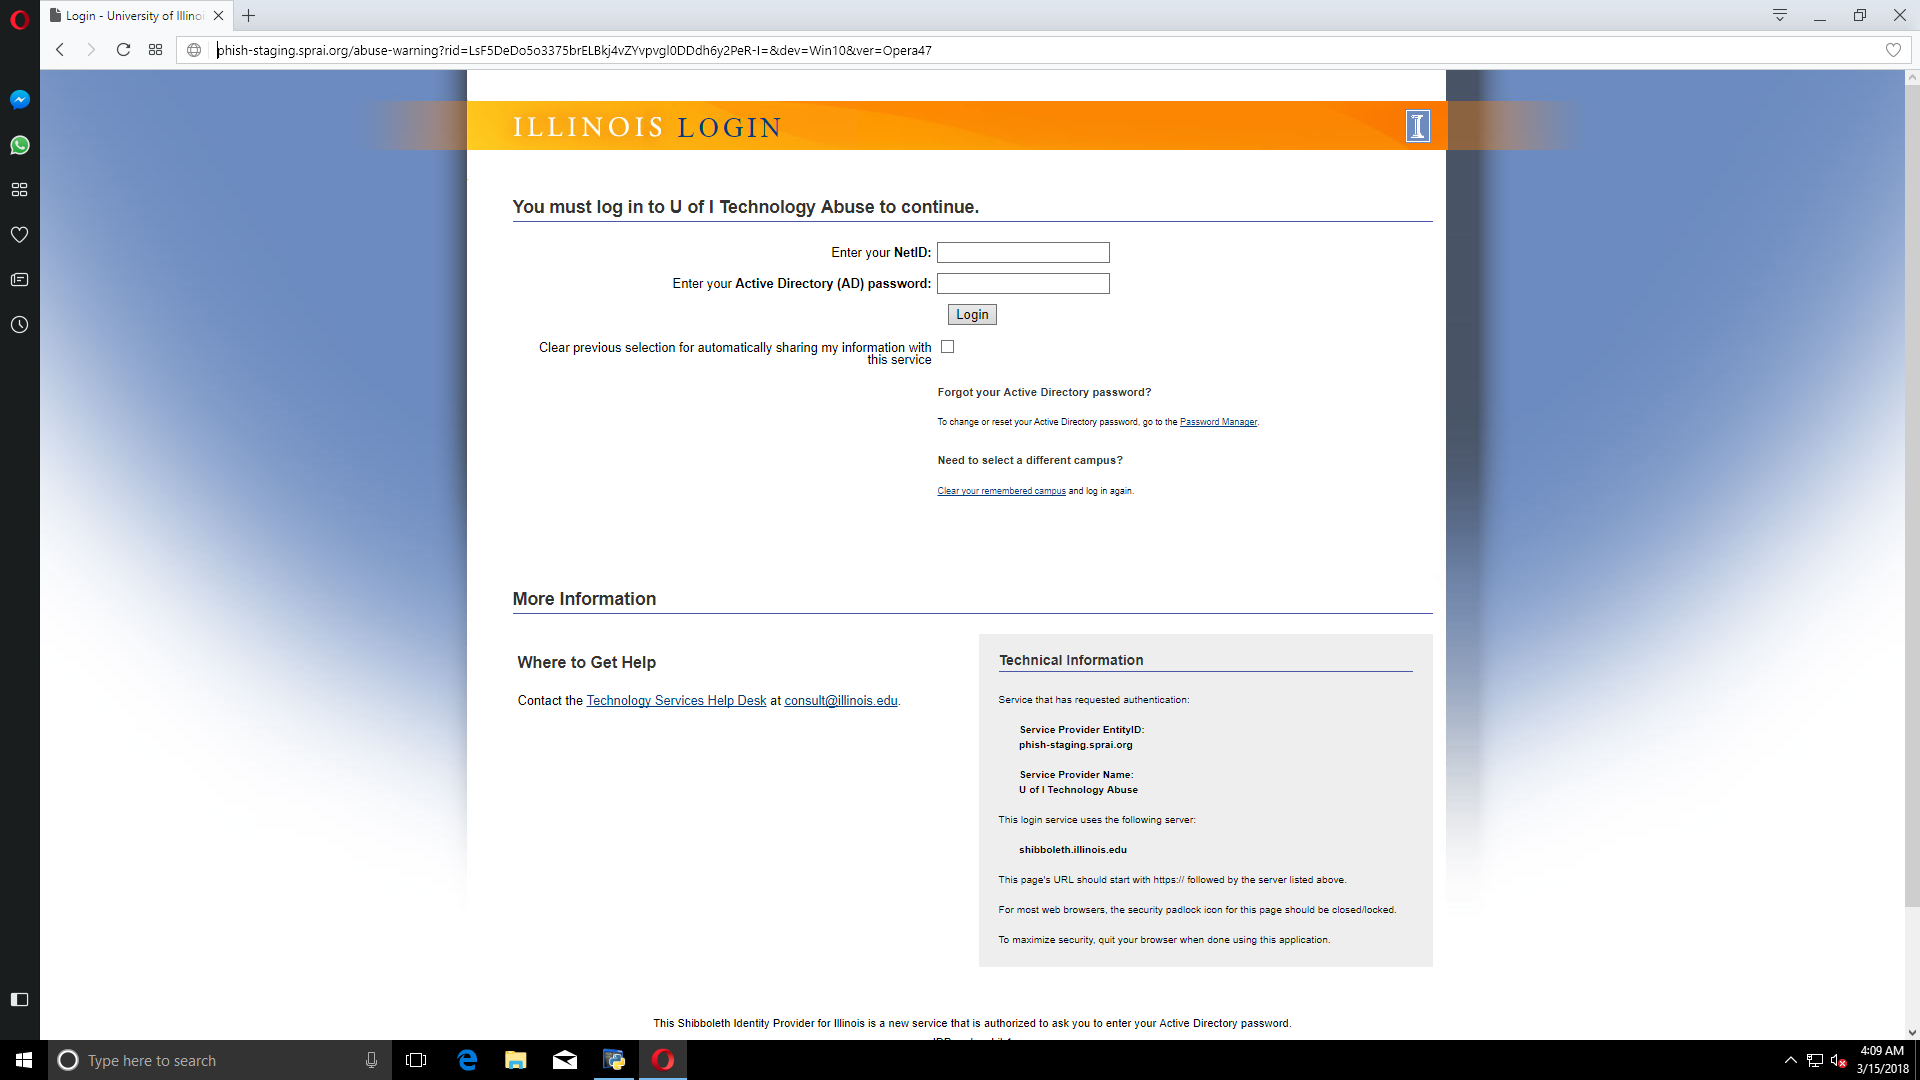 Login - University of Illino
phish-staging.sprai.org/abuse-warning?rid=LsF5DeDo5o3375brELBkj4vZYvpvgl0DDdh6y2PeR-I=&dev=Win10&ver=Opera47
ILLINOIS LOGIN
I
You must log in to U of I Technology Abuse to continue.
Enter your NetID:
Enter your Active Directory (AD) password:
Login
Clear previous selection for automatically sharing my information with
this service
Forgot your Active Directory password?
To change or reset your Active Directory password, go to the Password Manager.
Need to select a different campus?
Clear your remembered campus and log in again.
More Information
Where to Get Help
Contact the Technology Services Help Desk at consult@illinois.edu.
Technical Information
Service that has requested authentication:
Service Provider EntityID:
phish-staging.sprai.org
Service Provider Name:
U of I Technology Abuse
This login service uses the following server:
shibboleth.illinois.edu
This page's URL should start with https:// followed by the server listed above.
For most web browsers, the security padlock icon for this page should be closed/locked.
To maximize security, quit your browser when done using this application.
This Shibboleth Identity Provider for Illinois is a new service that is authorized to ask you to enter your Active Directory password.
Type here to search
4:09 AM
3/15/2018